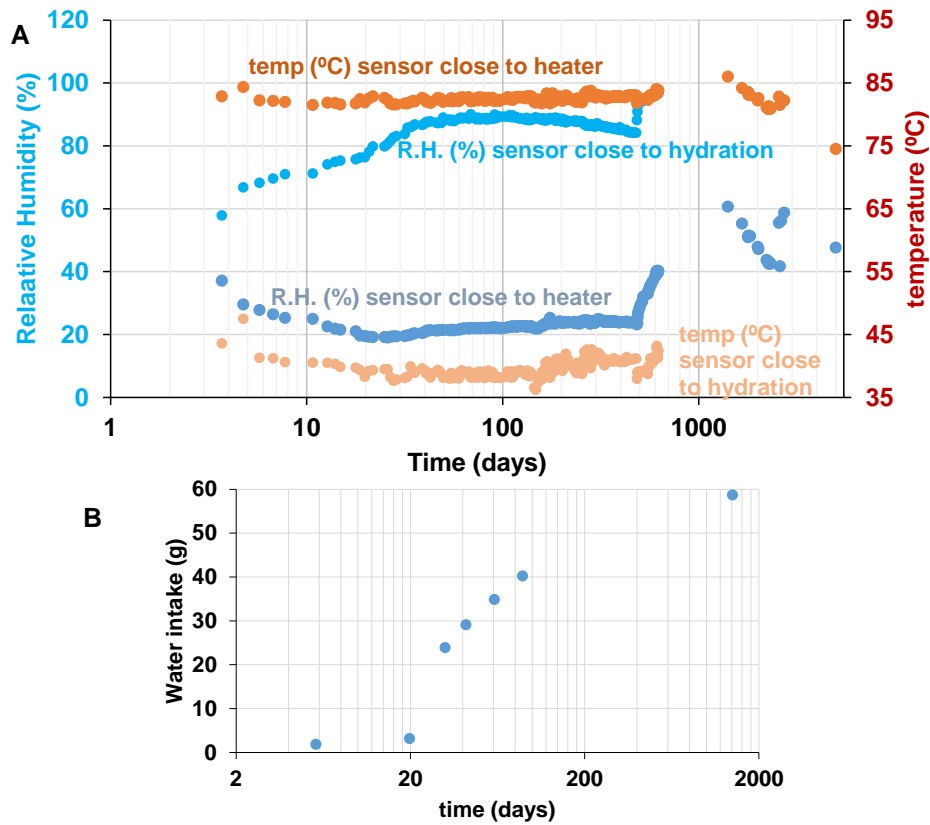 A
120
100
80
60
40
20
0
Relaative Humidity (%)
95
85
75
65
55
45
35
temperature (ºC)
temp (ºC) sensor close to heater
R.H. (%) sensor close to hydration
R.H. (%) sensor close to heater
temp (ºC)
sensor close
to hydration
1
10
100
1000
Time (days)
B
60
50
40
30
20
10
0
Water intake (g)
2
20
200
2000
time (days)